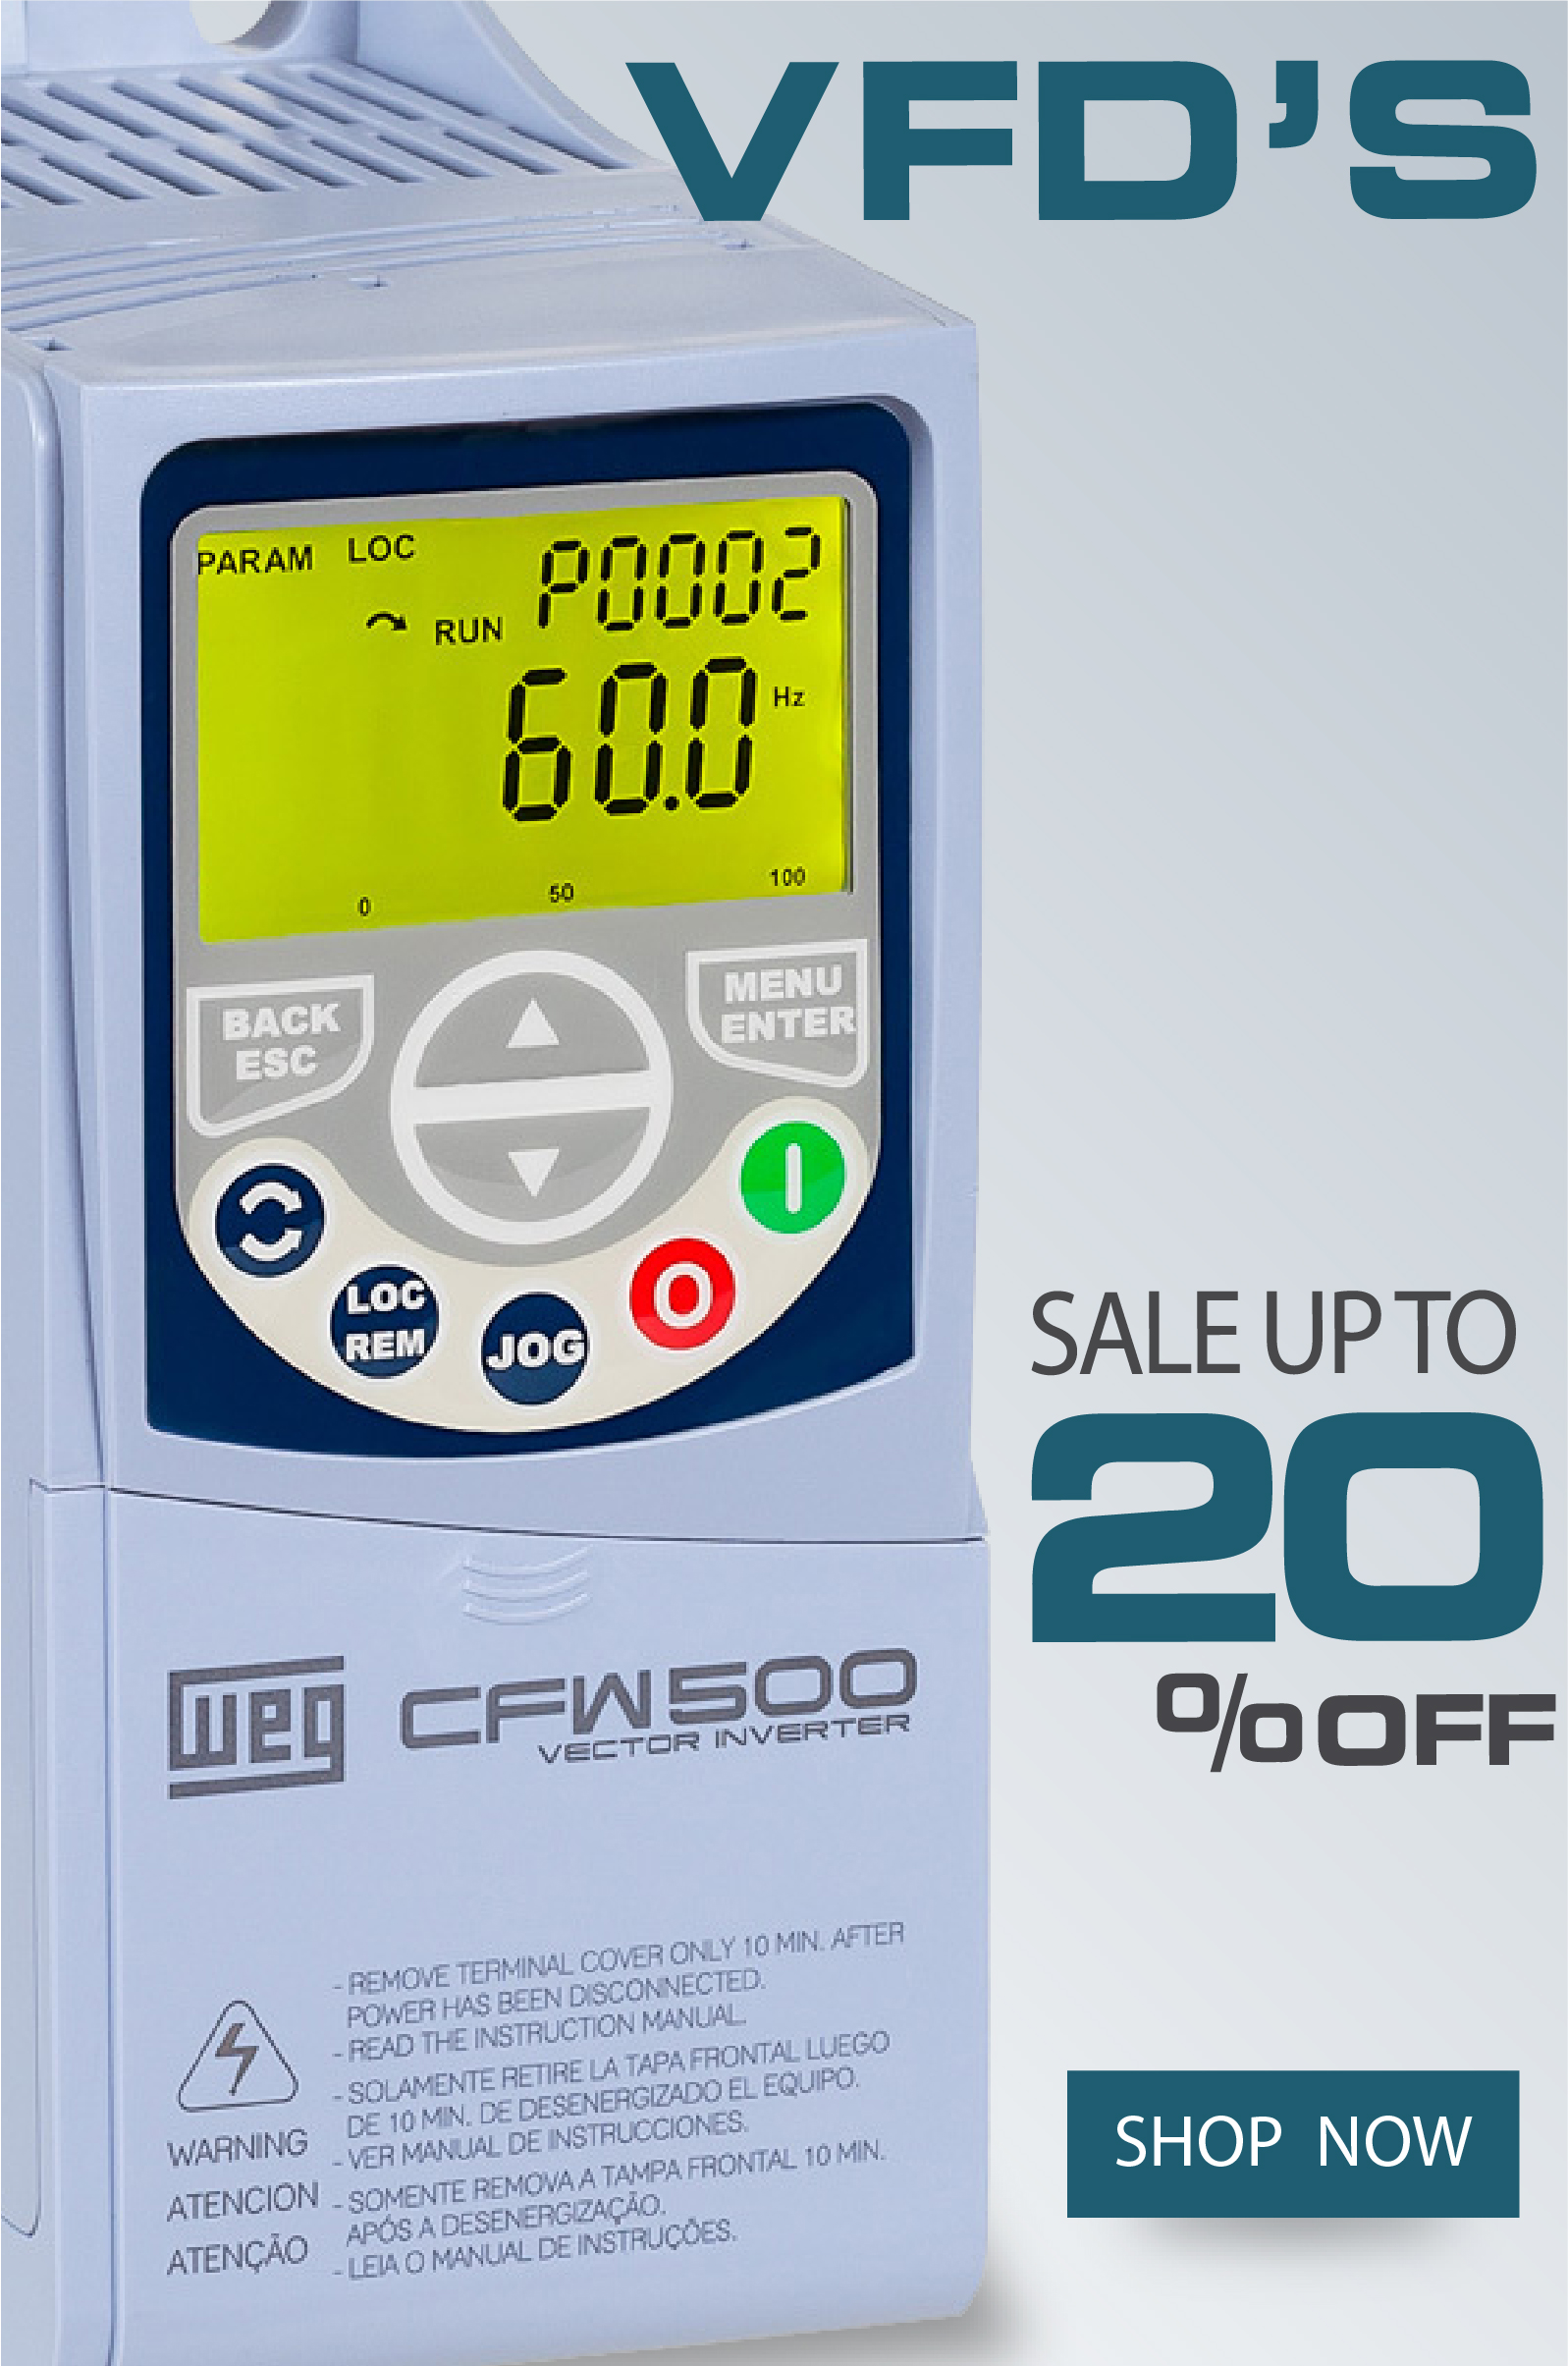 VFD'S
PARAM LOC P0002
RUN
60.0 Hz
0 50 100
BACK
ESC
MENU
ENTER
LOC
REM
JOG
SALE UP TO
20
% OFF
weg CFW500
VECTOR INVERTER
- REMOVE TERMINAL COVER ONLY 10 MIN. AFTER
POWER HAS BEEN DISCONNECTED.
- READ THE INSTRUCTION MANUAL.
- SOLAMENTE RETIRE LA TAPA FRONTAL LUEGO
DE 10 MIN. DE DESENERGIZADO EL EQUIPO.
- VER MANUAL DE INSTRUCCIONES.
- SOMENTE REMOVA A TAMPA FRONTAL 10 MIN.
APÓS A DESENERGIZAÇÃO.
- LEIA O MANUAL DE INSTRUÇÕES.
WARNING
ATENCION
ATENÇÃO
SHOP NOW